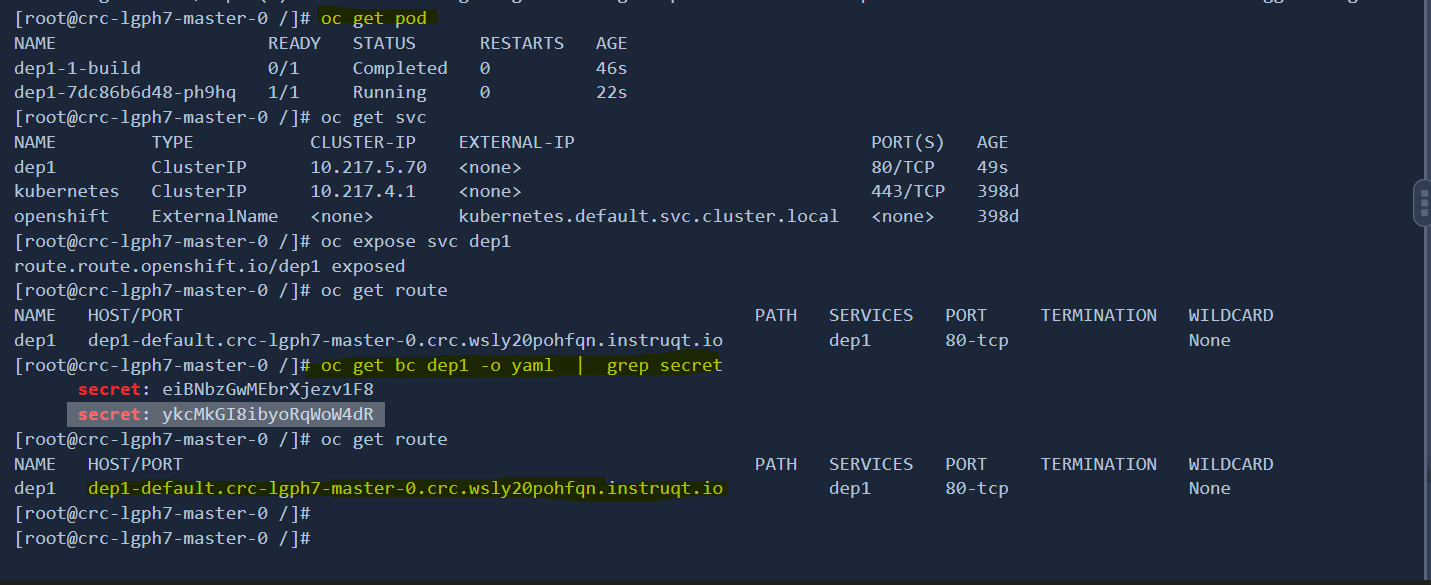 [root@crc-lgph7-master-0 /]# oc get pod
NAME READY STATUS RESTARTS AGE
dep1-1-build 0/1 Completed 0 46s
dep1-7dc86b6d48-ph9hq 1/1 Running 0 22s
[root@crc-lgph7-master-0 /]# oc get svc
NAME TYPE CLUSTER-IP EXTERNAL-IP PORT(S) AGE
dep1 ClusterIP 10.217.5.70 <none> 80/TCP 49s
kubernetes ClusterIP 10.217.4.1 <none> 443/TCP 398d
openshift ExternalName <none> kubernetes.default.svc.cluster.local <none> 398d
[root@crc-lgph7-master-0 /]# oc expose svc dep1
route.route.openshift.io/dep1 exposed
[root@crc-lgph7-master-0 /]# oc get route
NAME HOST/PORT PATH SERVICES PORT TERMINATION WILDCARD
dep1 dep1-default.crc-lgph7-master-0.crc.wsly20pohfqn.instruqt.io dep1 80-tcp None
[root@crc-lgph7-master-0 /]# oc get bc dep1 -o yaml | grep secret
secret: eiBNbzGwMEbrXjezv1F8
secret: ykcMkGI8ibyoRqWoW4dR
[root@crc-lgph7-master-0 /]# oc get route
NAME HOST/PORT PATH SERVICES PORT TERMINATION WILDCARD
dep1 dep1-default.crc-lgph7-master-0.crc.wsly20pohfqn.instruqt.io dep1 80-tcp None
[root@crc-lgph7-master-0 /]#
[root@crc-lgph7-master-0 /]#